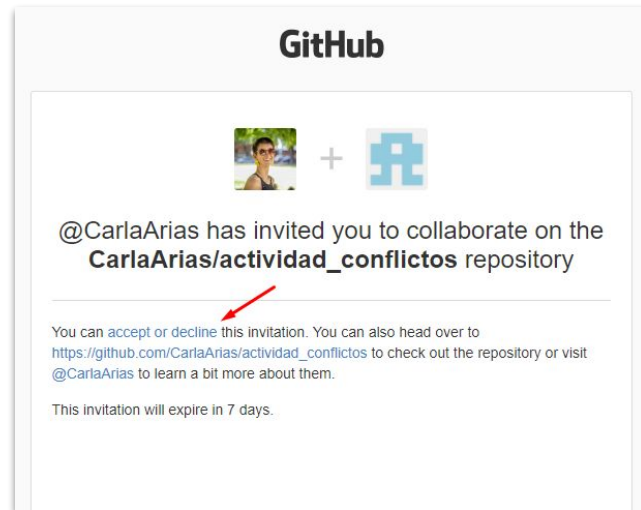 GitHub
@CarlaArias has invited you to collaborate on the
CarlaArias/actividad_conflictos repository
You can accept or decline this invitation. You can also head over to
https://github.com/CarlaArias/actividad_conflictos to check out the repository or visit
@CarlaArias to learn a bit more about them.
This invitation will expire in 7 days.